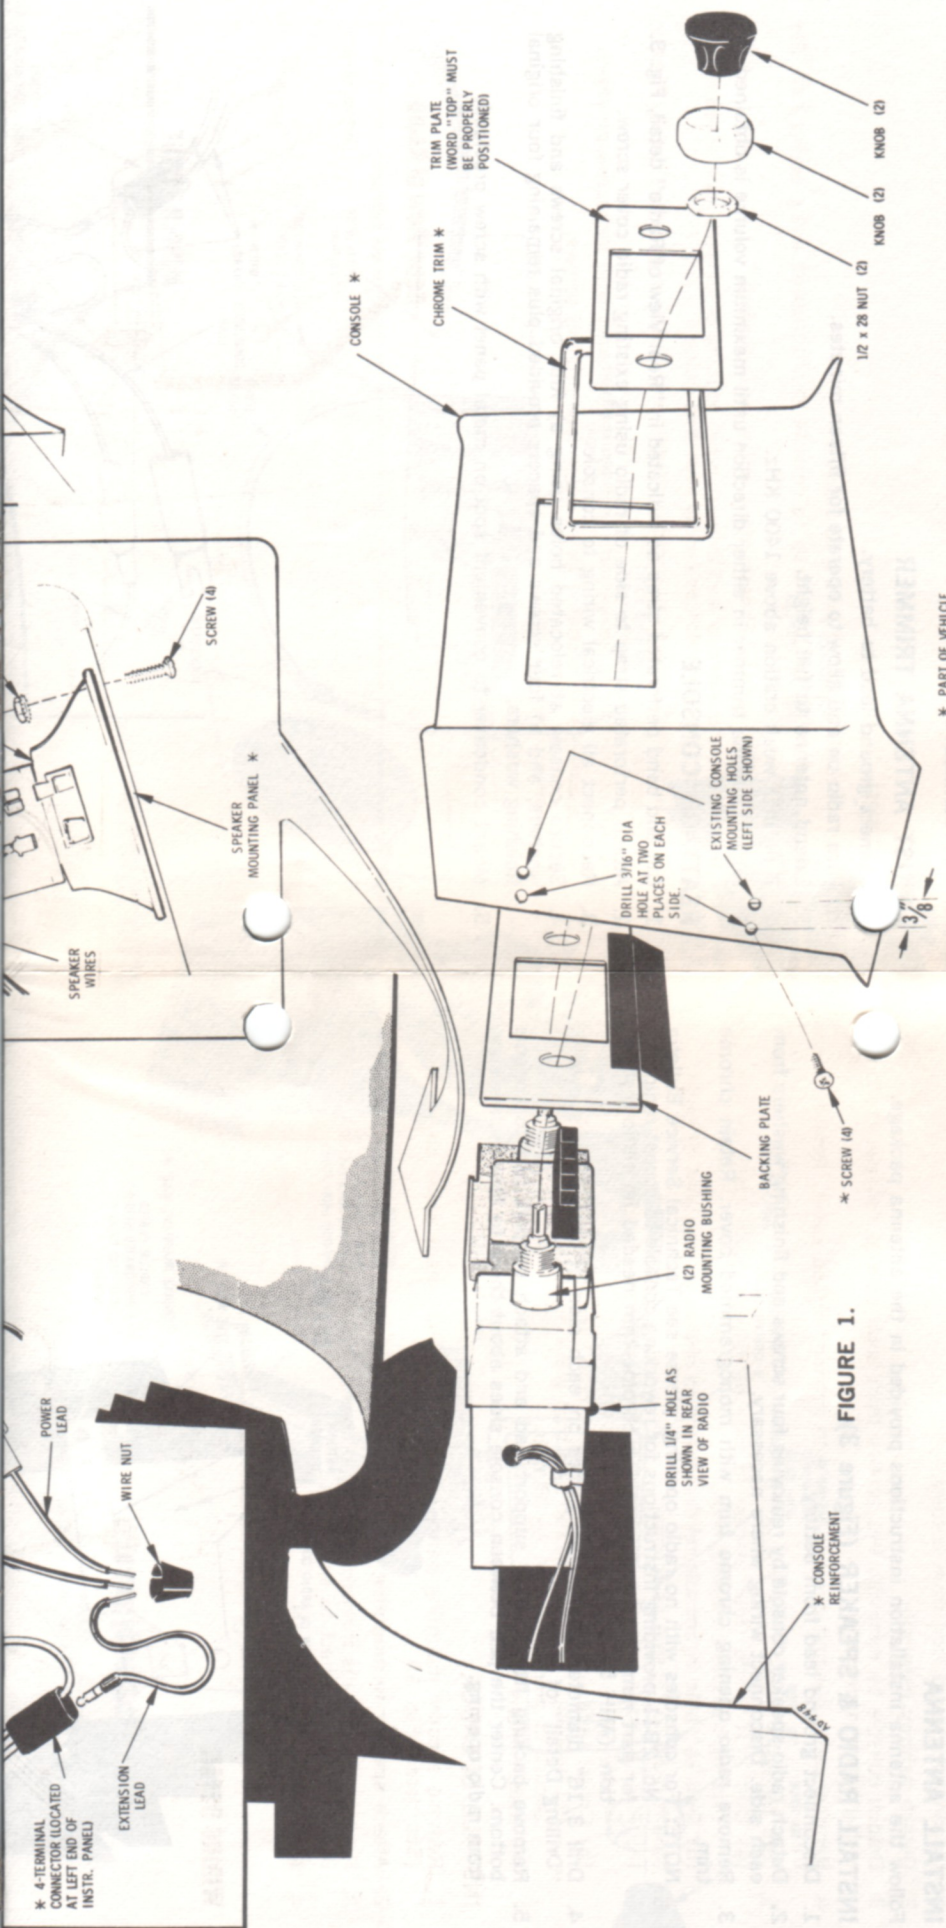 * 4-TERMINAL
CONNECTOR (LOCATED
AT LEFT END OF
INSTR. PANEL)
EXTENSION
LEAD
WIRE NUT
POWER
LEAD
SPEAKER
WIRES
SPEAKER
MOUNTING PANEL *
SCREW (4)
CONSOLE *
CHROME TRIM *
TRIM PLATE
(WORD "TOP" MUST
BE PROPERLY
POSITIONED)
KNOB (2)
KNOB (2)
1/2 x 28 NUT (2)
EXISTING CONSOLE
MOUNTING HOLES
(LEFT SIDE SHOWN)
DRILL 3/16" DIA
HOLE AT TWO
PLACES ON EACH
SIDE.
3/8"
* SCREW (4)
BACKING PLATE
(2) RADIO
MOUNTING BUSHING
DRILL 1/4" HOLE AS
SHOWN IN REAR
VIEW OF RADIO
* CONSOLE
REINFORCEMENT
AD448
FIGURE 1.
* PART OF VEHICLE